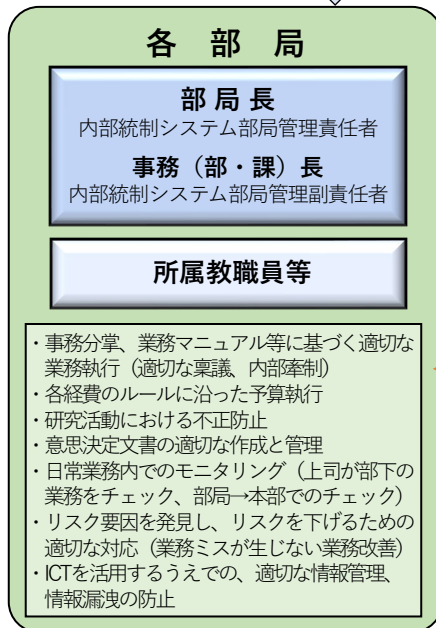 各 部 局
部 局 長
内部統制システム部局管理責任者
事務（部・課）長
内部統制システム部局管理副責任者
所属教職員等
・事務分掌、業務マニュアル等に基づく適切な
業務執行（適切な稟議、内部牽制）
・各経費のルールに沿った予算執行
・研究活動における不正防止
・意思決定文書の適切な作成と管理
・日常業務内でのモニタリング（上司が部下の
業務をチェック、部局→本部でのチェック）
・リスク要因を発見し、リスクを下げるための
適切な対応（業務ミスが生じない業務改善）
・ICTを活用するうえでの、適切な情報管理、
情報漏洩の防止